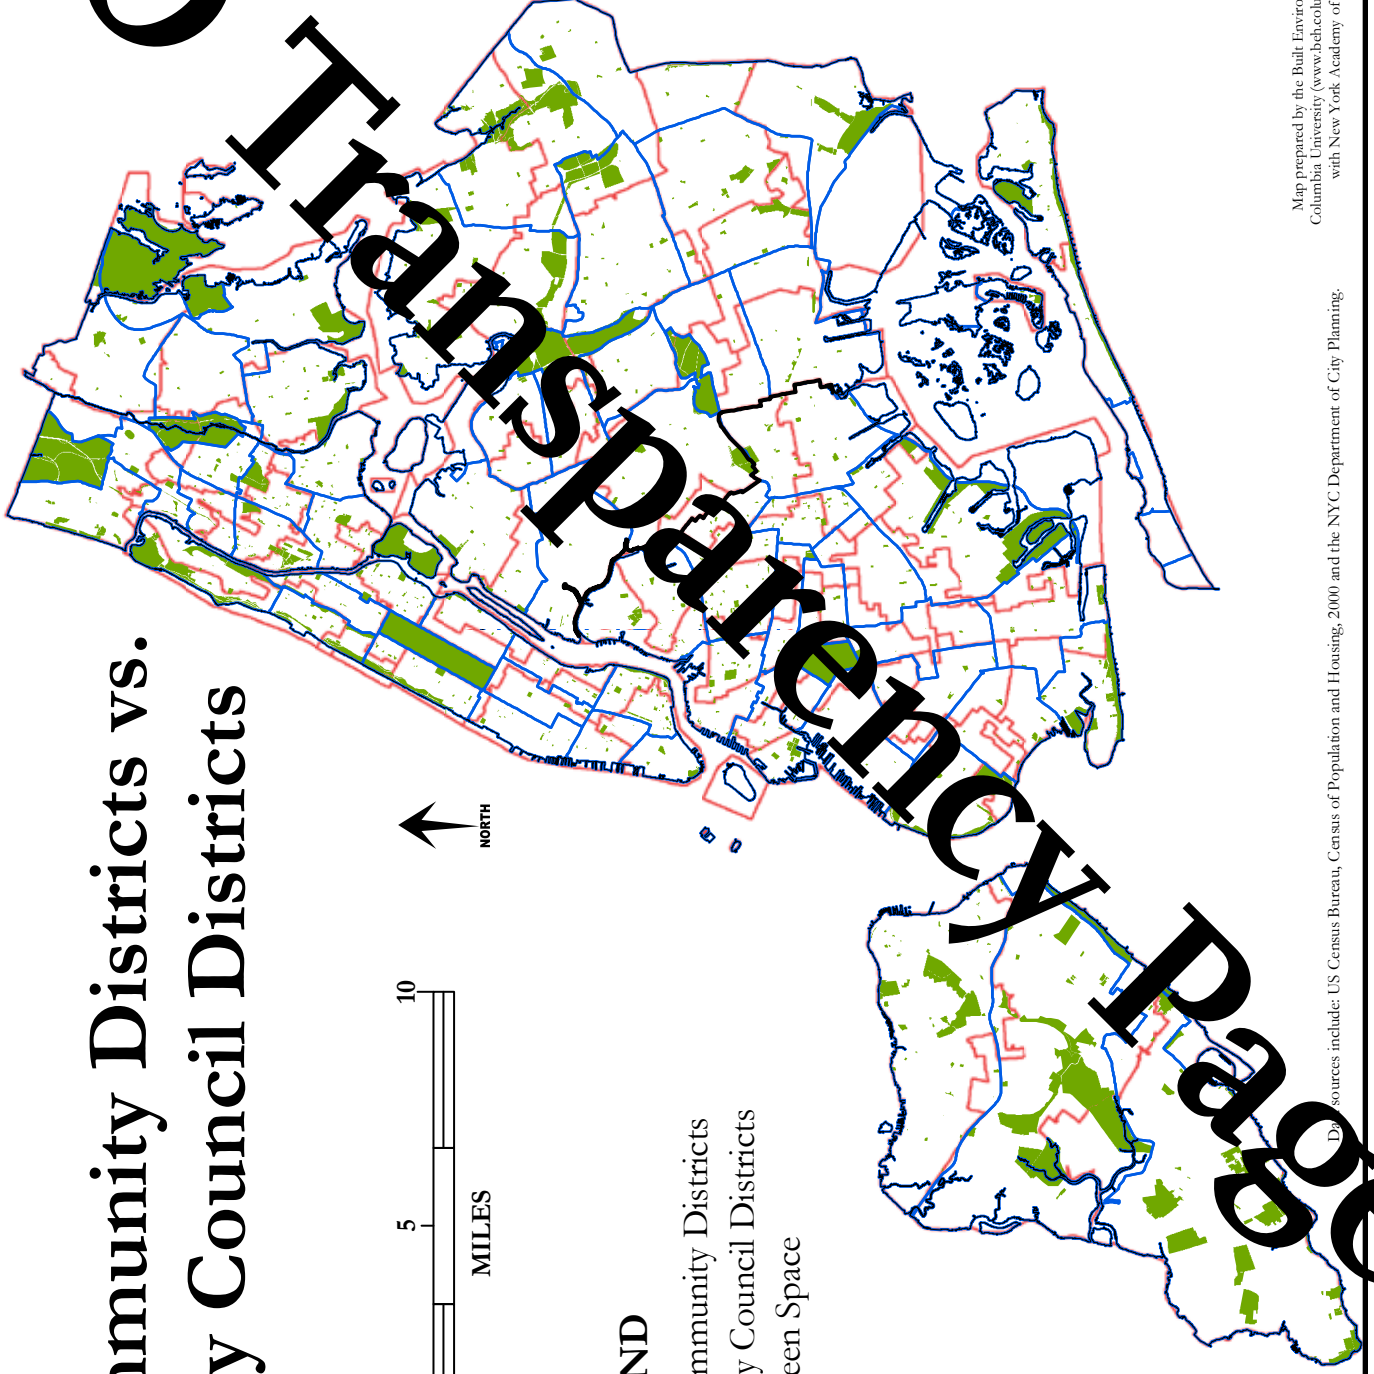 mmunity Districts vs.
y Council Districts
NORTH
10
5
MILES
ND
mmunity Districts
y Council Districts
een Space
O Transparency Page
Map prepared by the Built Enviro
Columbia University (www.beh.colu
with New York Academy of
sources include: US Census Bureau, Census of Population and Housing, 2000 and the NYC Department of City Planning.